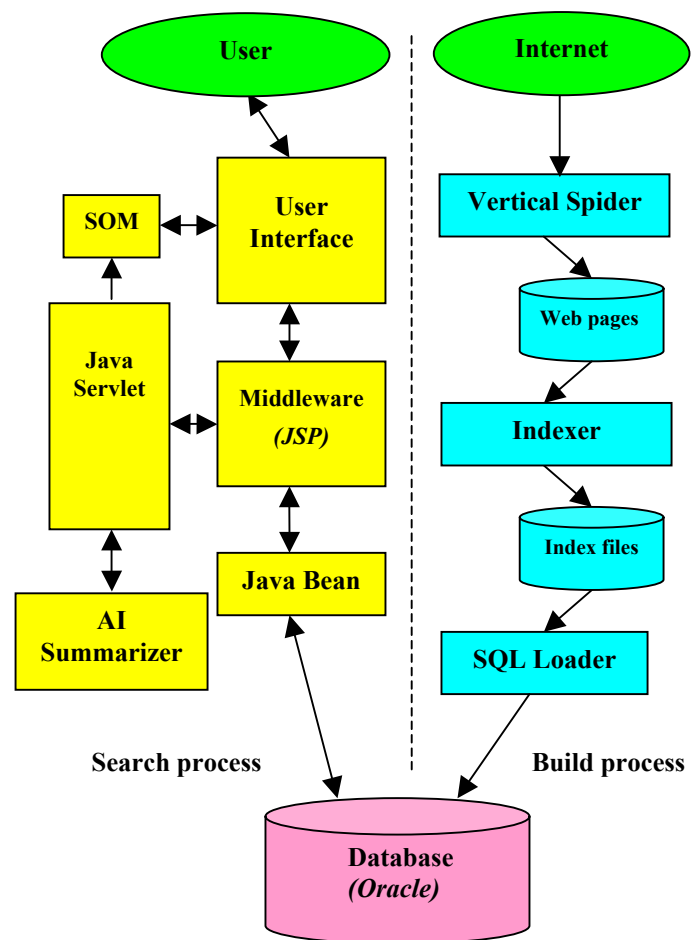 User
Internet
User
Interface
SOM
Vertical Spider
Web pages
Java
Servlet
Middleware
(JSP)
Indexer
Index files
Java Bean
AI
Summarizer
SQL Loader
Search process
Build process
Database
(Oracle)